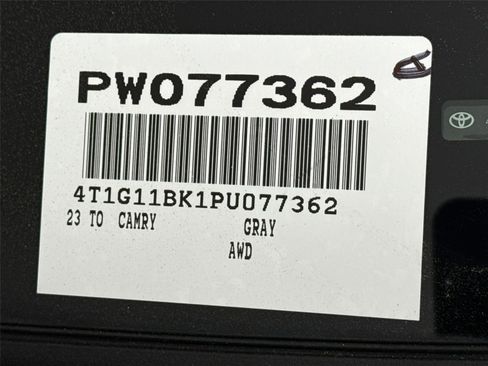 PW077362
4T1G11BK1PU077362
23 TO CAMRY GRAY
AWD